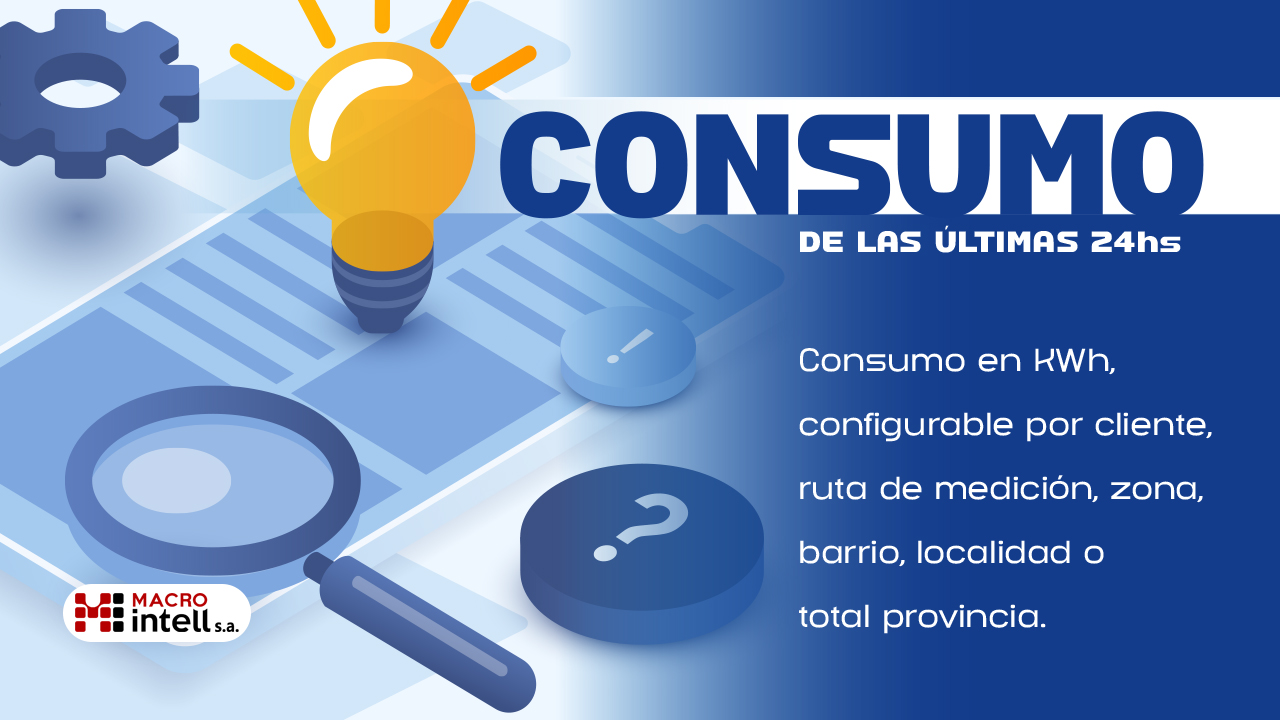 CONSUMO
DE LAS ÚLTIMAS 24hs
Consumo en KWh,
configurable por cliente,
ruta de medición, zona,
barrio, localidad o
total provincia.
!
?
MACRO
intell s.a.